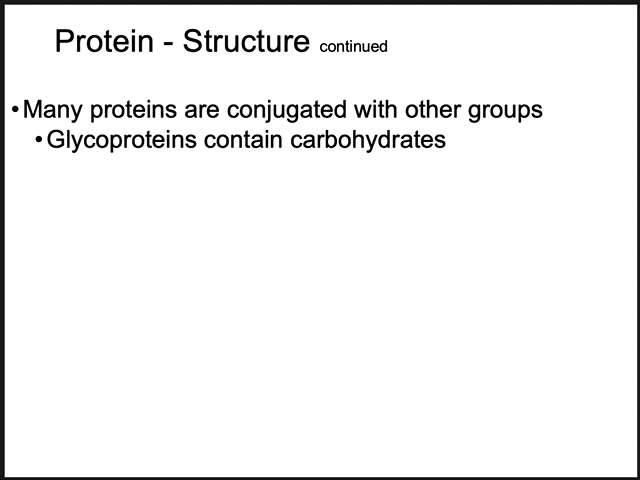 Protein - Structure continued
•Many proteins are conjugated with other groups
•Glycoproteins contain carbohydrates